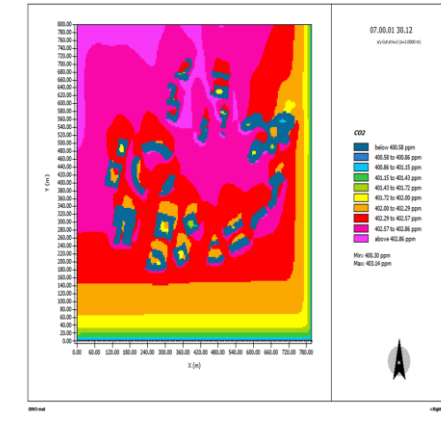 07.00.01 30.12
x/y Cut at k=2 (z=3.0000 m)
800.00
780.00
760.00
740.00
720.00
700.00
680.00
660.00
640.00
620.00
600.00
580.00
560.00
540.00
520.00
500.00
480.00
460.00
440.00
420.00
400.00
380.00
360.00
340.00
320.00
300.00
280.00
260.00
240.00
220.00
200.00
180.00
160.00
140.00
120.00
100.00
80.00
60.00
40.00
20.00
0.00
Y (m)
0.00 60.00 120.00 180.00 240.00 300.00 360.00 420.00 480.00 540.00 600.00 660.00 720.00 780.00
X (m)
CO2
below 400.58 ppm
400.58 to 400.86 ppm
400.86 to 401.15 ppm
401.15 to 401.43 ppm
401.43 to 401.72 ppm
401.72 to 402.00 ppm
402.00 to 402.29 ppm
402.29 to 402.57 ppm
402.57 to 402.86 ppm
above 402.86 ppm
Min: 400.30 ppm
Max: 403.14 ppm
ENVI-met